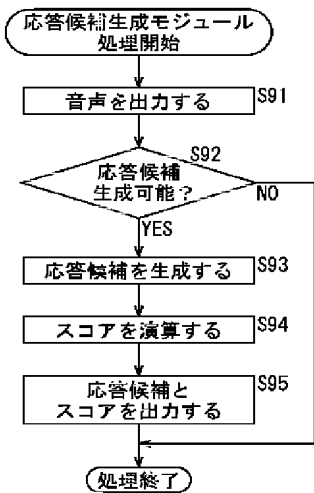 応答候補生成モジュール
処理開始
音声を出力する
S91
S92
応答候補
生成可能？
NO
YES
応答候補を生成する
S93
スコアを演算する
S94
応答候補と
スコアを出力する
S95
処理終了